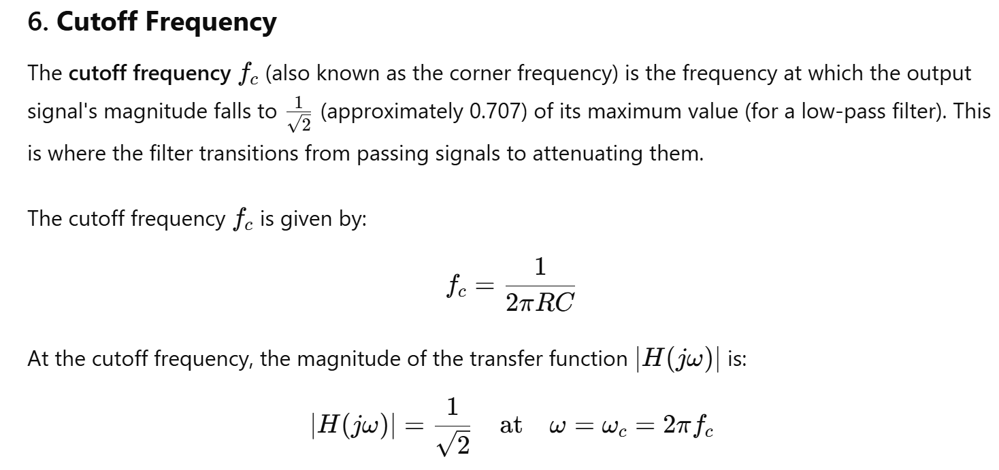 6. Cutoff Frequency
The cutoff frequency $f_c$ (also known as the corner frequency) is the frequency at which the output
signal's magnitude falls to $\frac{1}{\sqrt{2}}$ (approximately 0.707) of its maximum value (for a low-pass filter). This
is where the filter transitions from passing signals to attenuating them.
The cutoff frequency $f_c$ is given by:
$f_c = \frac{1}{2\pi RC}$
At the cutoff frequency, the magnitude of the transfer function $|H(j\omega)|$ is:
$|H(j\omega)| = \frac{1}{\sqrt{2}} \quad \text{at} \quad \omega = \omega_c = 2\pi f_c$